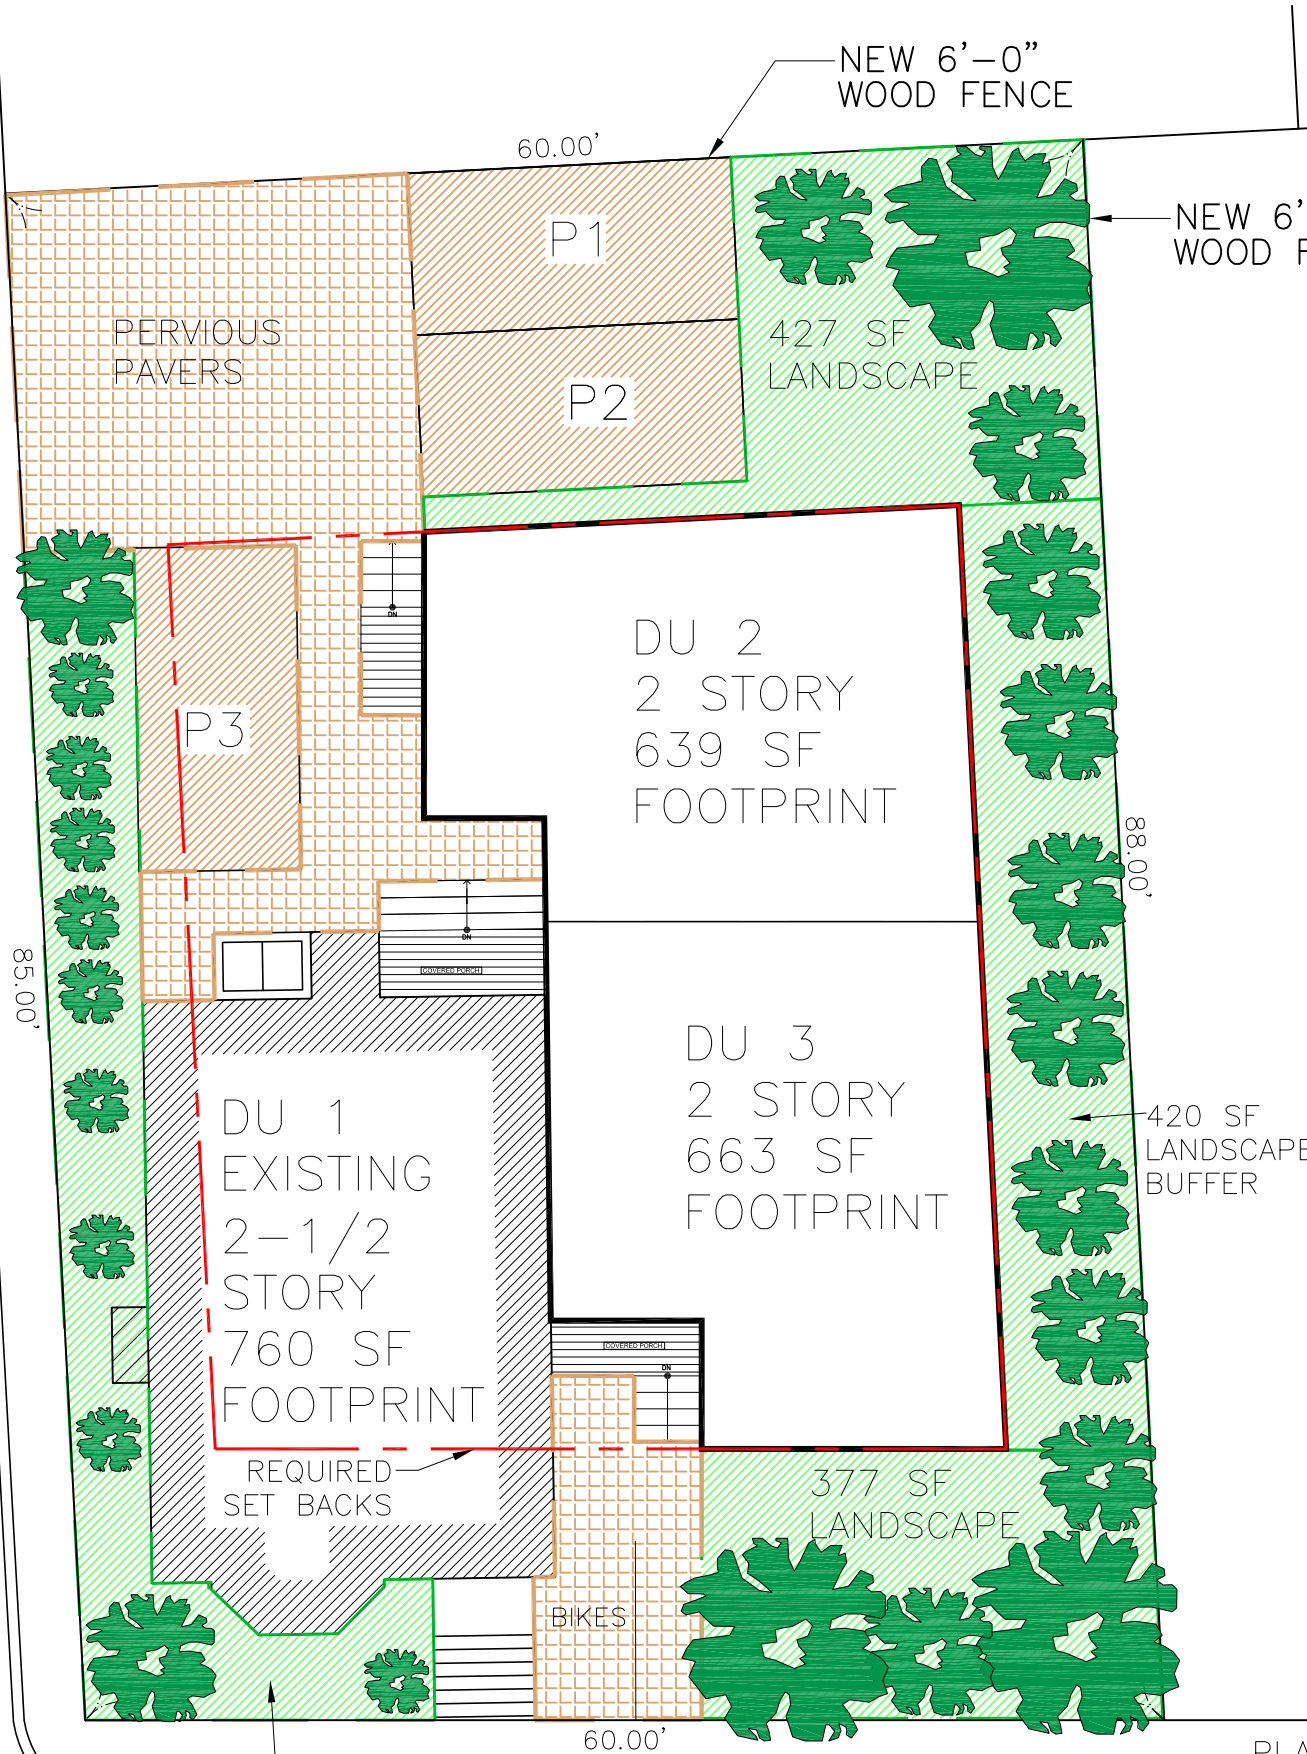 NEW 6'-0"
WOOD FENCE
60.00'
NEW 6'
WOOD F
P1
PERVIOUS
PAVERS
427 SF
LANDSCAPE
P2
DN
DU 2
2 STORY
639 SF
FOOTPRINT
P3
88.00'
DN
COVERED PORCH
85.00'
DU 3
2 STORY
663 SF
FOOTPRINT
DU 1
EXISTING
2-1/2
STORY
760 SF
FOOTPRINT
420 SF
LANDSCAPE
BUFFER
COVERED PORCH
DN
REQUIRED
SET BACKS
377 SF
LANDSCAPE
BIKES
60.00'
PLA